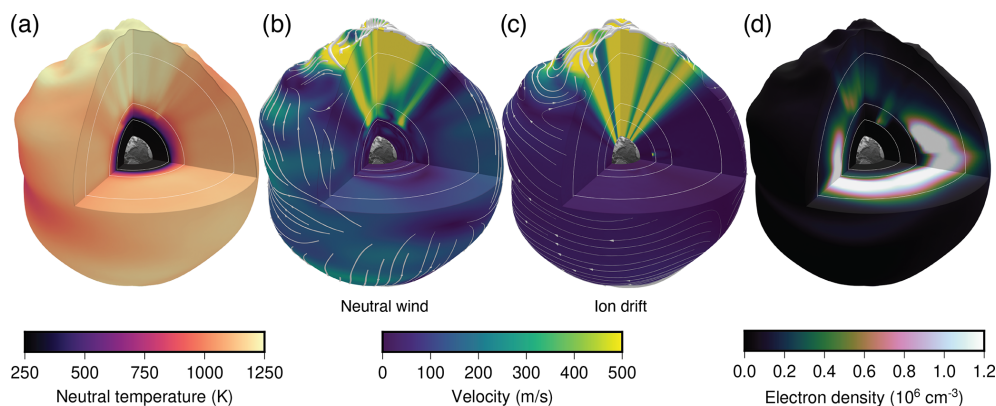 (a)
(b)
(c)
(d)
Neutral wind
Ion drift
250 500 750 1000 1250
Neutral temperature (K)
0 100 200 300 400 500
Velocity (m/s)
0.0 0.2 0.4 0.6 0.8 1.0 1.2
Electron density (10⁶ cm⁻³)